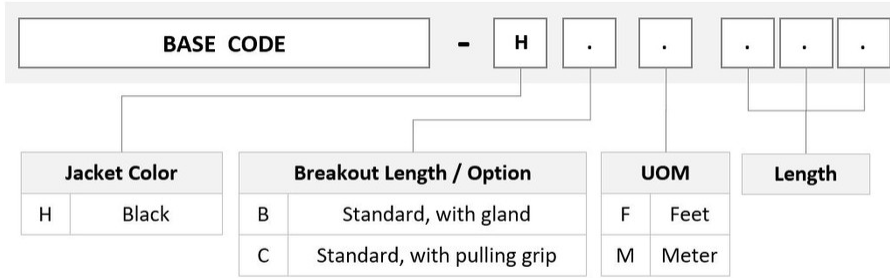 BASE CODE - H . . . . .
Jacket Color
H Black
Breakout Length / Option
B Standard, with gland
C Standard, with pulling grip
UOM
F Feet
M Meter
Length